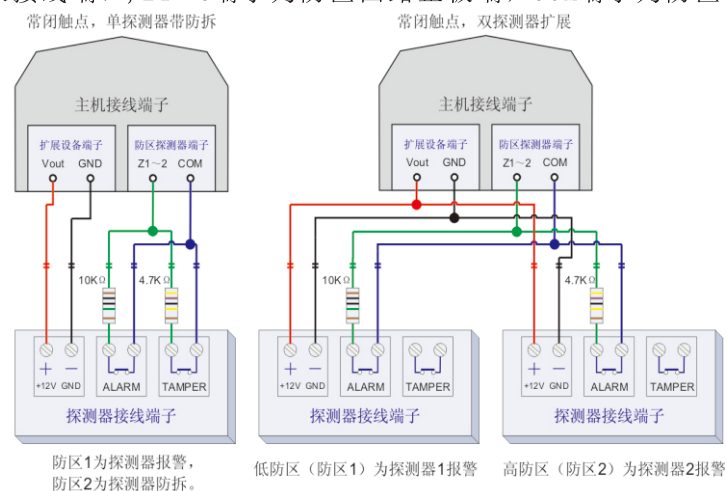 常闭触点，单探测器带防拆
常闭触点，双探测器扩展
主机接线端子
扩展设备端子
防区探测器端子
Vout GND
Z1～2 COM
10KΩ
4.7KΩ
+ −
+12V GND
ALARM
TAMPER
探测器接线端子
防区1为探测器报警，
防区2为探测器防拆。
主机接线端子
扩展设备端子
防区探测器端子
Vout GND
Z1～2 COM
10KΩ
4.7KΩ
+ −
+12V GND
ALARM
TAMPER
探测器接线端子
低防区（防区1）为探测器1报警
+ −
+12V GND
ALARM
TAMPER
探测器接线端子
高防区（防区2）为探测器2报警